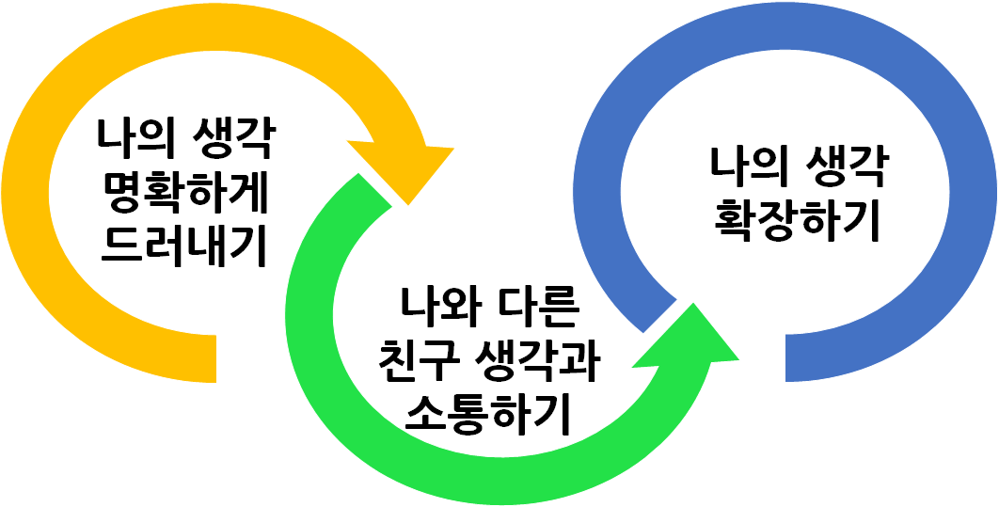 나의 생각
명확하게
드러내기
나와 다른
친구 생각과
소통하기
나의 생각
확장하기